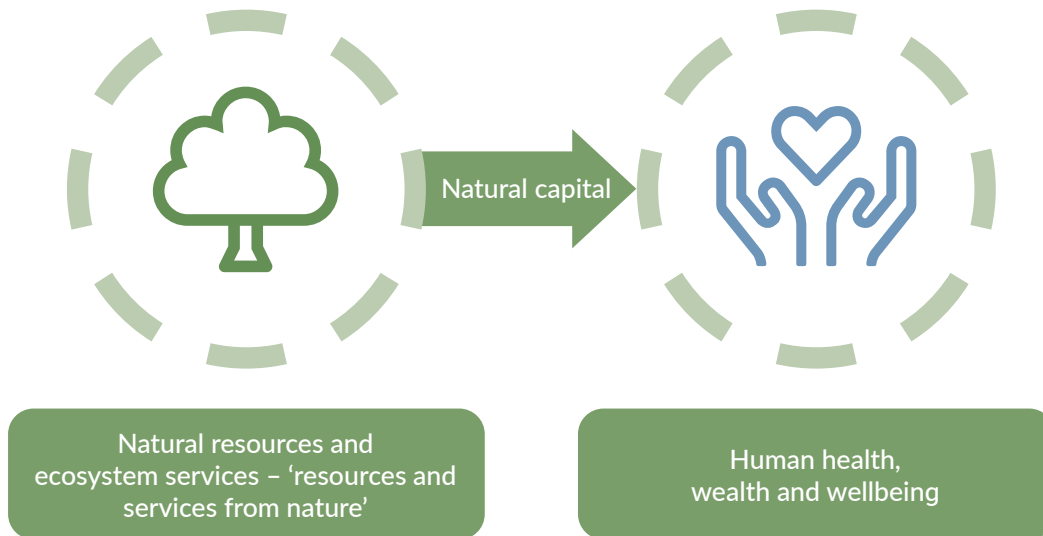 Natural capital
Natural resources and
ecosystem services – ‘resources and
services from nature’
Human health,
wealth and wellbeing